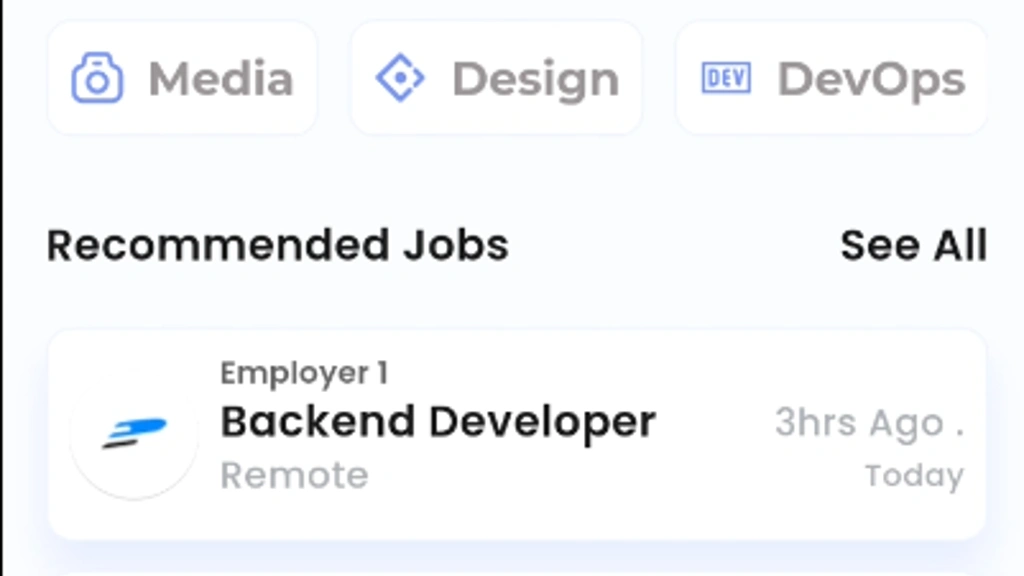 Media
Design
DEV
DevOps
Recommended Jobs
See All
Employer 1
Backend Developer
3hrs Ago .
Remote
Today